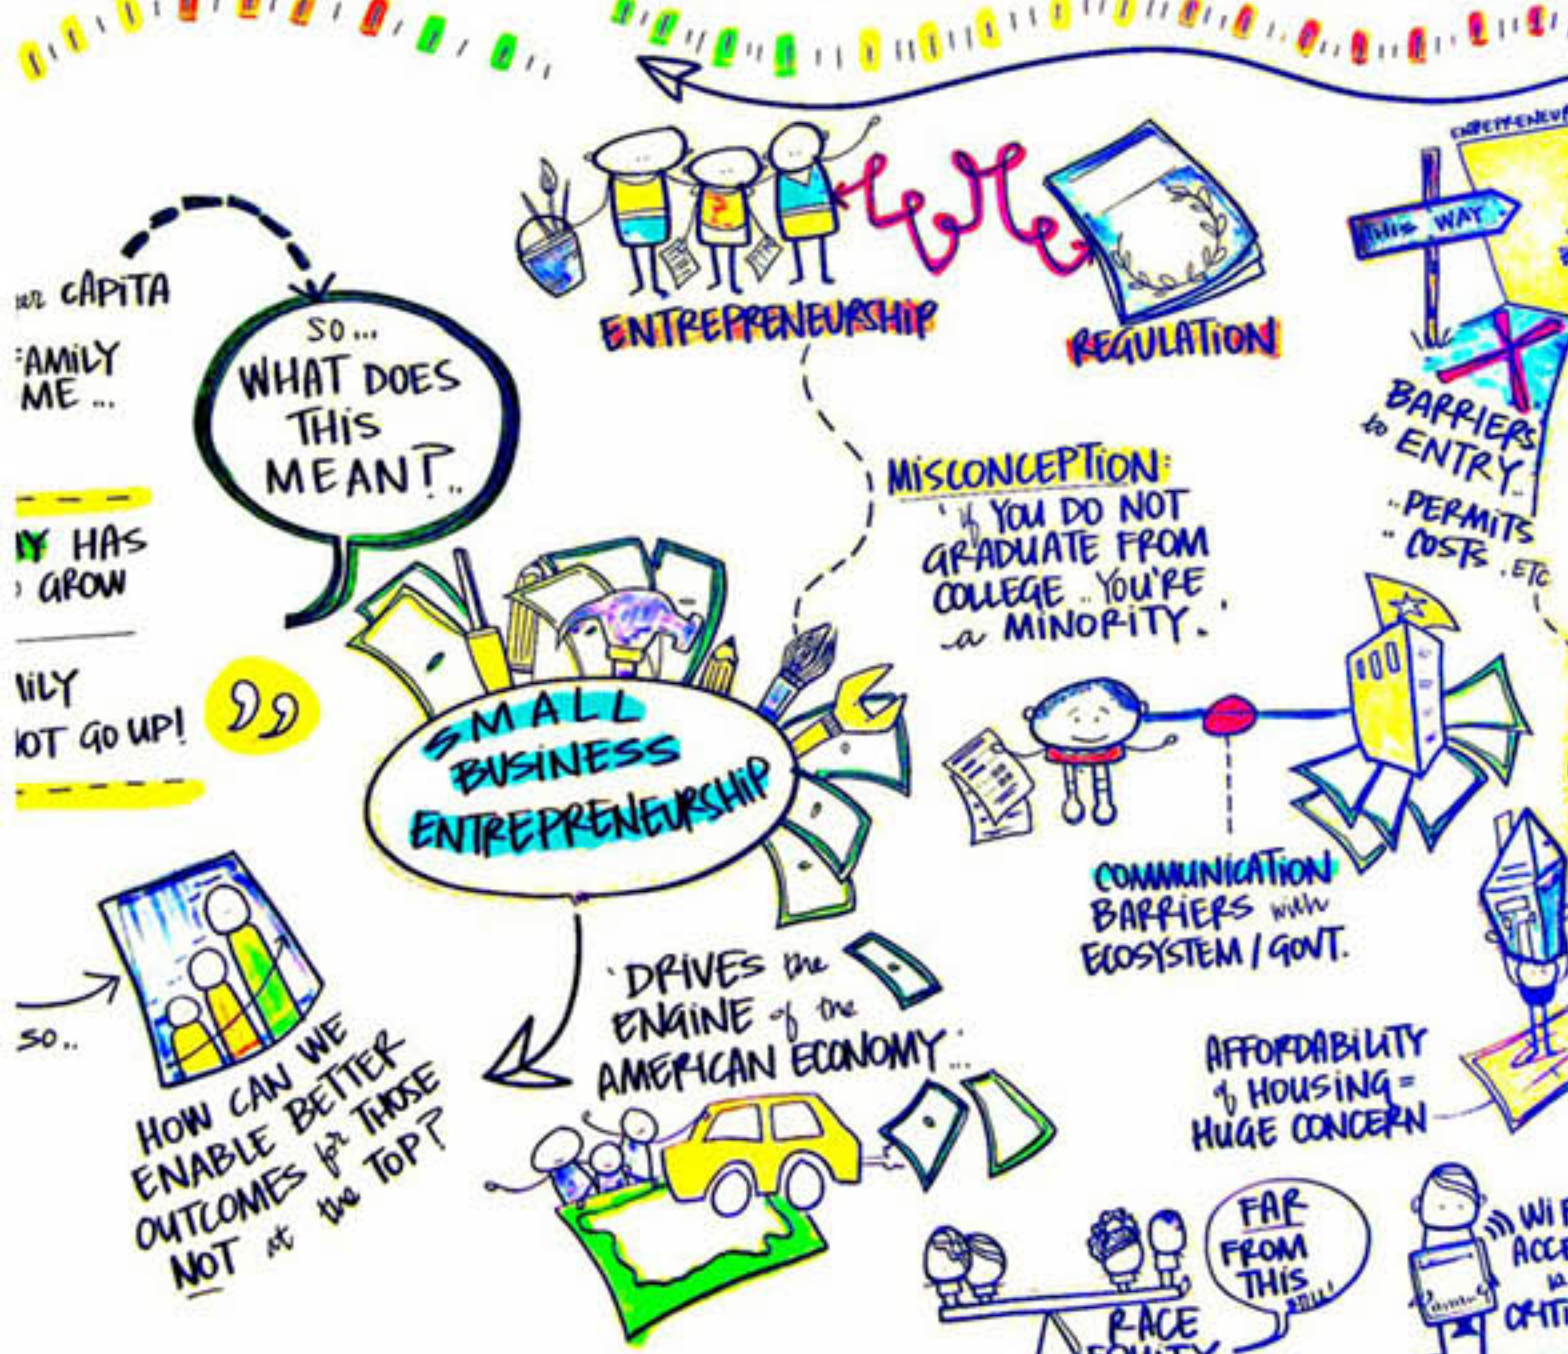 CAPITA
ME...
HAS
GROW
GO UP!
SO...
WHAT DOES
THIS
MEAN?..
ENTREPRENEURSHIP
REGULATION
THIS WAY
BARRIERS
to ENTRY.
..PERMITS
.. COSTS .ETC
MISCONCEPTION:
"if YOU DO NOT
GRADUATE FROM
COLLEGE.. YOU'RE
a MINORITY."
SMALL
BUSINESS
ENTREPRENEURSHIP
COMMUNICATION
BARRIERS with
ECOSYSTEM / GOVT.
SO..
HOW CAN WE
ENABLE BETTER
OUTCOMES for THOSE
NOT at the TOP?
'DRIVES the
ENGINE of the
AMERICAN ECONOMY...
AFFORDABILITY
of HOUSING =
HUGE CONCERN
FAR
FROM
THIS
RACE
EQUITY